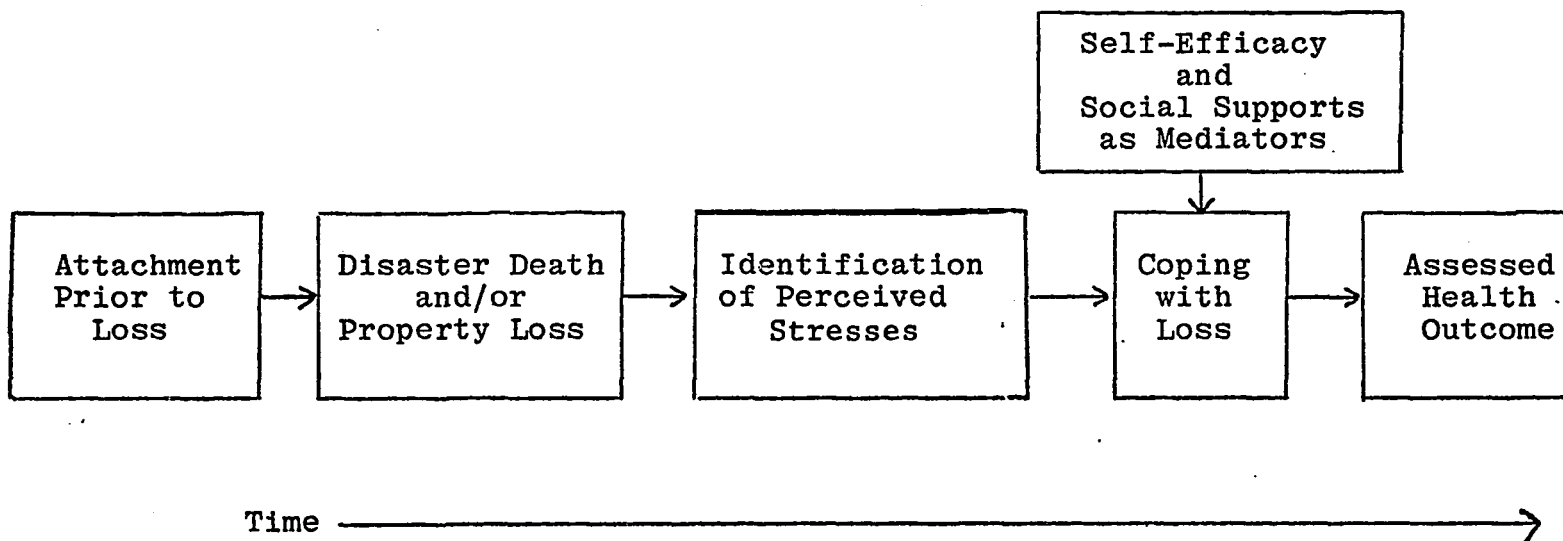 Self-Efficacy
and
Social Supports
as Mediators
Attachment
Prior to
Loss
Disaster Death
and/or
Property Loss
Identification
of Perceived
Stresses
Coping
with
Loss
Assessed
Health
Outcome
Time